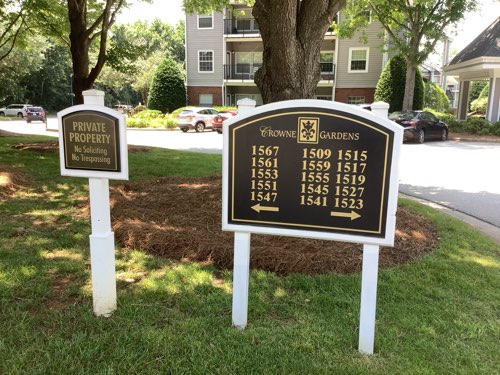 PRIVATE
PROPERTY
No Soliciting
No Trespassing
CROWNE GARDENS
1567 1509 1515
1561 1559 1517
1553 1555 1519
1551 1545 1527
1547 1541 1523